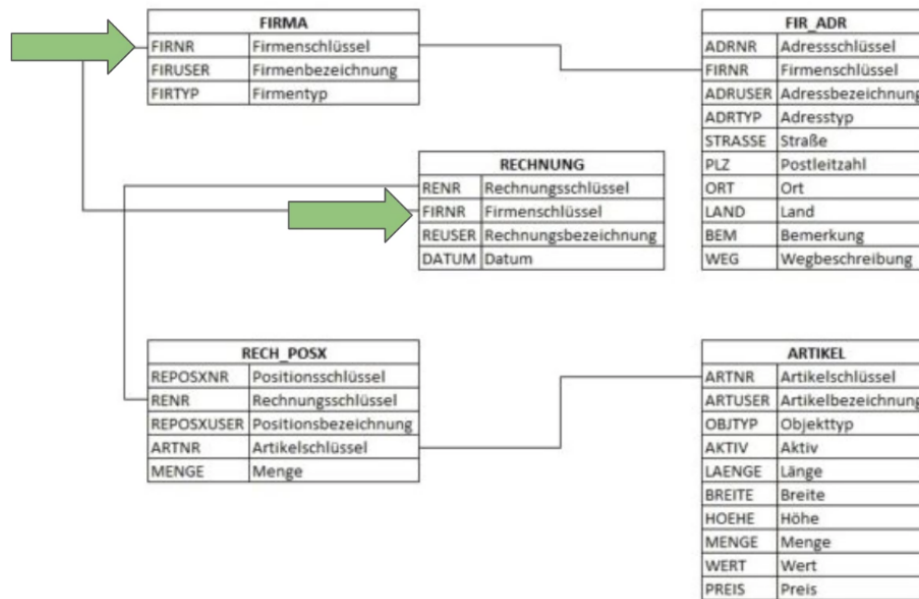 FIRMA
FIRNR Firmenschlüssel
FIRUSER Firmenbezeichnung
FIRTYP Firmentyp
FIR_ADR
ADRNR Adressschlüssel
FIRNR Firmenschlüssel
ADRUSER Adressbezeichnung
ADRTYP Adresstyp
STRASSE Straße
PLZ Postleitzahl
ORT Ort
LAND Land
BEM Bemerkung
WEG Wegbeschreibung
RECHNUNG
RENR Rechnungsschlüssel
FIRNR Firmenschlüssel
REUSER Rechnungsbezeichnung
DATUM Datum
RECH_POSX
REPOSXNR Positionsschlüssel
RENR Rechnungsschlüssel
REPOSXUSER Positionsbezeichnung
ARTNR Artikelschlüssel
MENGE Menge
ARTIKEL
ARTNR Artikelschlüssel
ARTUSER Artikelbezeichnung
OBJTYP Objekttyp
AKTIV Aktiv
LAENGE Länge
BREITE Breite
HOEHE Höhe
MENGE Menge
WERT Wert
PREIS Preis